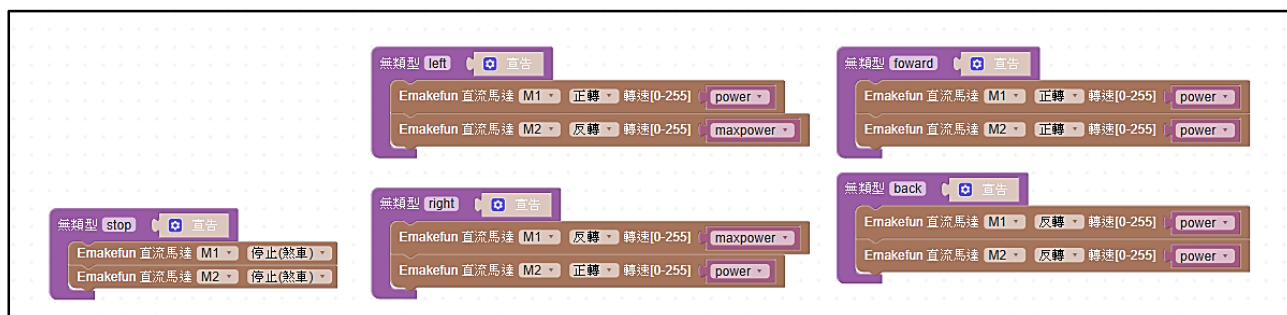 無類型 left 宣告
Emakefun 直流馬達 M1 正轉 轉速[0-255] power
Emakefun 直流馬達 M2 反轉 轉速[0-255] maxpower
無類型 foward 宣告
Emakefun 直流馬達 M1 正轉 轉速[0-255] power
Emakefun 直流馬達 M2 正轉 轉速[0-255] power
無類型 stop 宣告
Emakefun 直流馬達 M1 停止(煞車)
Emakefun 直流馬達 M2 停止(煞車)
無類型 right 宣告
Emakefun 直流馬達 M1 反轉 轉速[0-255] maxpower
Emakefun 直流馬達 M2 正轉 轉速[0-255] power
無類型 back 宣告
Emakefun 直流馬達 M1 反轉 轉速[0-255] power
Emakefun 直流馬達 M2 反轉 轉速[0-255] power